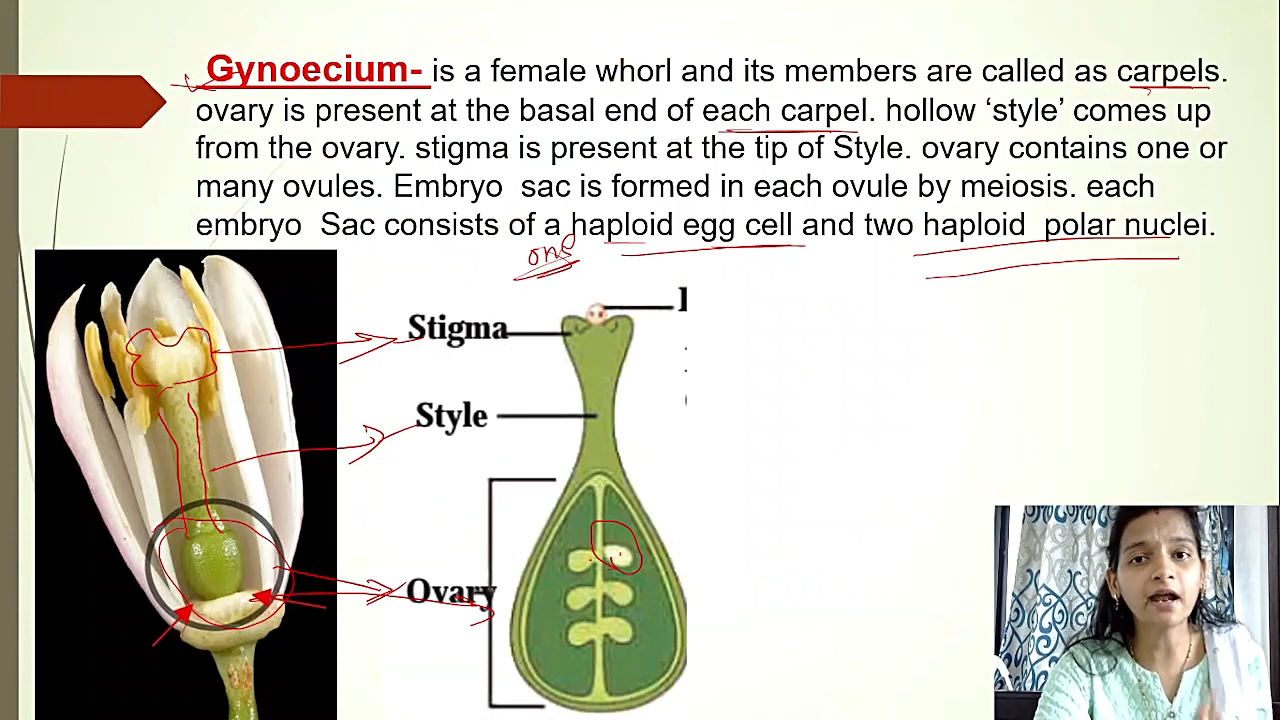 Gynoecium- is a female whorl and its members are called as carpels.
ovary is present at the basal end of each carpel. hollow ‘style’ comes up
from the ovary. stigma is present at the tip of Style. ovary contains one or
many ovules. Embryo sac is formed in each ovule by meiosis. each
embryo Sac consists of a haploid egg cell and two haploid polar nuclei.
one
Stigma
Style
Ovary